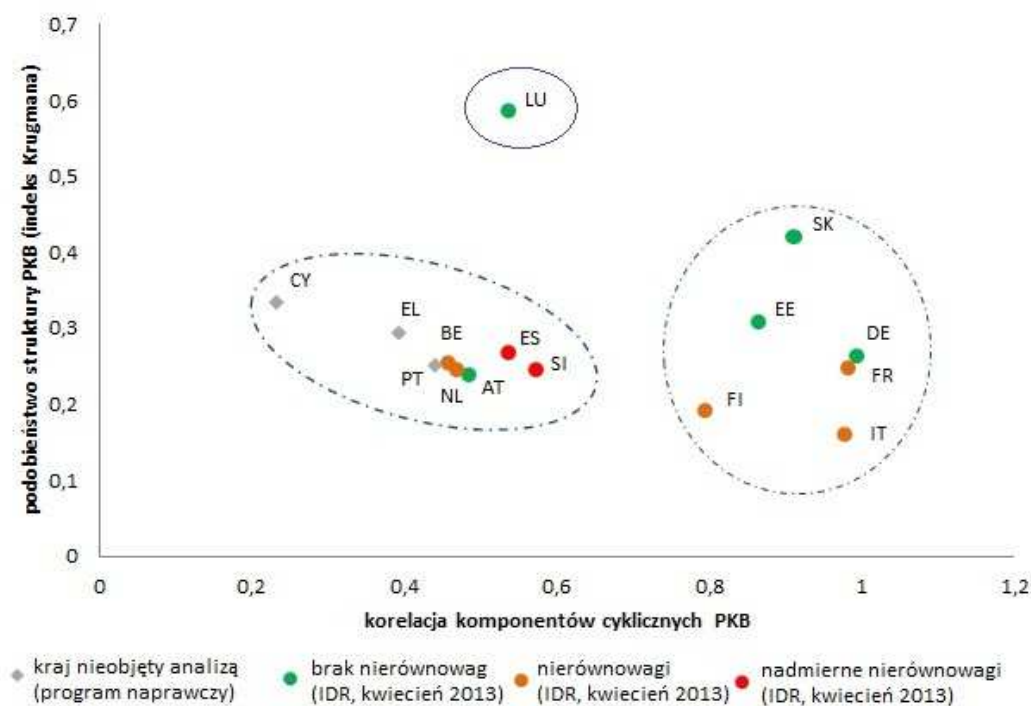 podobieństwo struktury PKB (indeks Krugmana)
0,7
0,6
0,5
0,4
0,3
0,2
0,1
0
LU
SK
CY
EL
EE
BE
ES
DE
SI
FR
PT
AT
NL
FI
IT
0
0,2
0,4
0,6
0,8
1
1,2
korelacja komponentów cyklicznych PKB
kraj nieobjęty analizą
(program naprawczy)
brak nierównowag
(IDR, kwiecień 2013)
nierównowagi
(IDR, kwiecień 2013)
nadmierne nierównowagi
(IDR, kwiecień 2013)